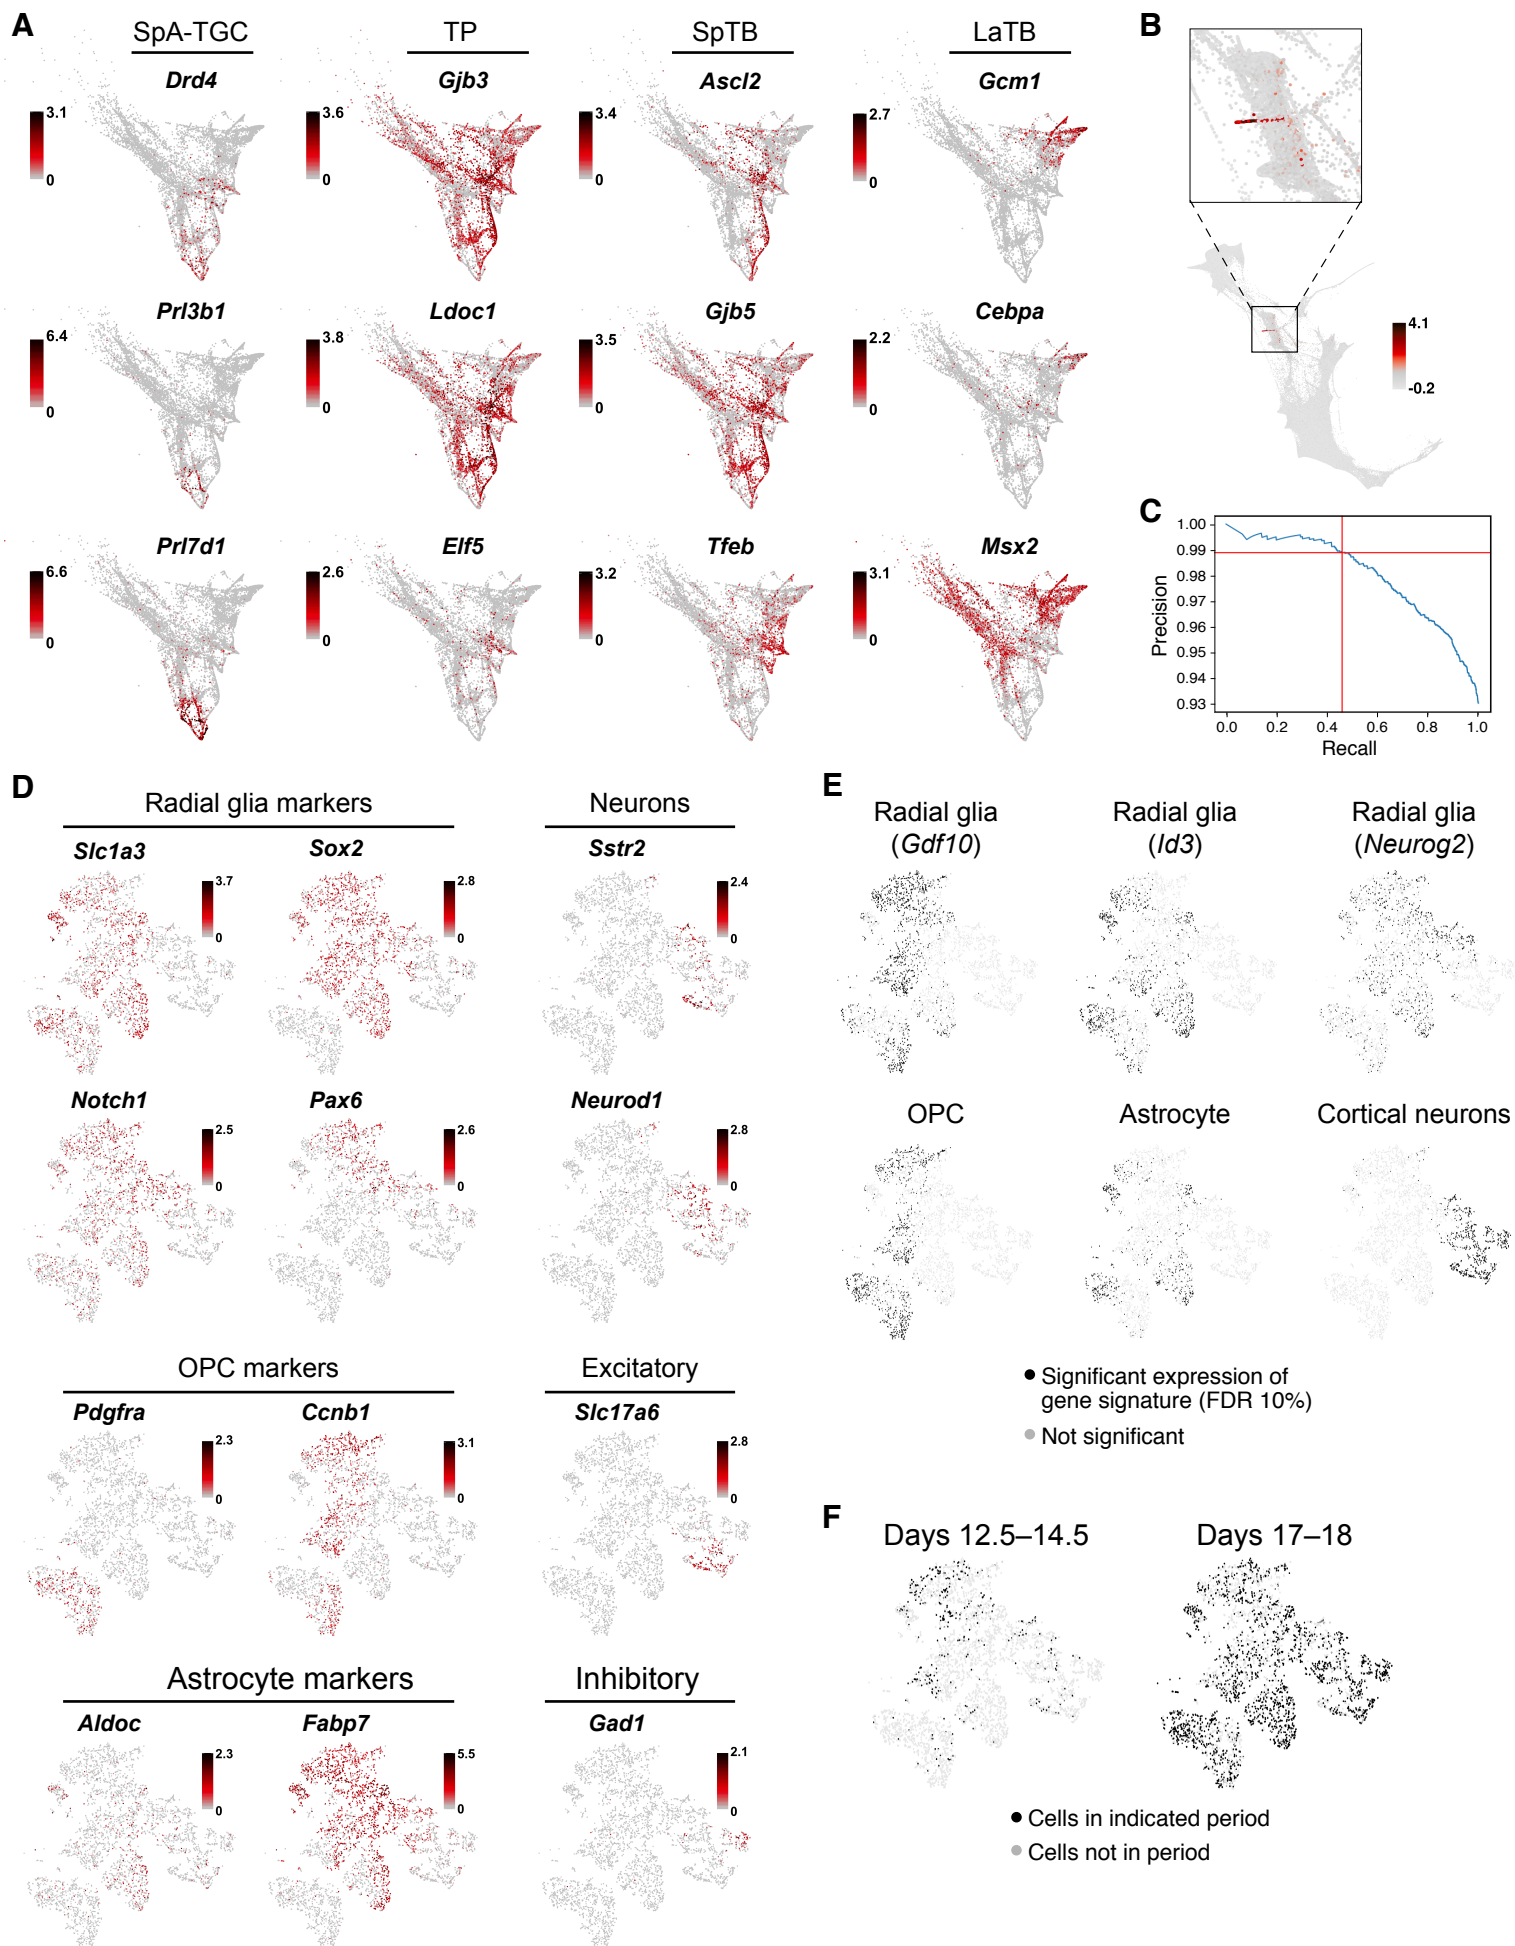 A
SpA-TGC
TP
SpTB
LaTB
Drd4
Gjb3
Ascl2
Gcm1
3.1
0
3.6
0
3.4
0
2.7
0
Prl3b1
Ldoc1
Gjb5
Cebpa
6.4
0
3.8
0
3.5
0
2.2
0
Prl7d1
Elf5
Tfeb
Msx2
6.6
0
2.6
0
3.2
0
3.1
0
B
4.1
-0.2
C
1.00
0.99
0.98
0.97
0.96
0.95
0.94
0.93
Precision
0.0
0.2
0.4
0.6
0.8
1.0
Recall
D
Radial glia markers
Neurons
Slc1a3
Sox2
Sstr2
3.7
0
2.8
0
2.4
0
Notch1
Pax6
Neurod1
2.5
0
2.6
0
2.8
0
OPC markers
Excitatory
Pdgfra
Ccnb1
Slc17a6
2.3
0
3.1
0
2.8
0
Astrocyte markers
Inhibitory
Aldoc
Fabp7
Gad1
2.3
0
5.5
0
2.1
0
E
Radial glia
(Gdf10)
Radial glia
(Id3)
Radial glia
(Neurog2)
OPC
Astrocyte
Cortical neurons
Significant expression of
gene signature (FDR 10%)
Not significant
F
Days 12.5–14.5
Days 17–18
Cells in indicated period
Cells not in period